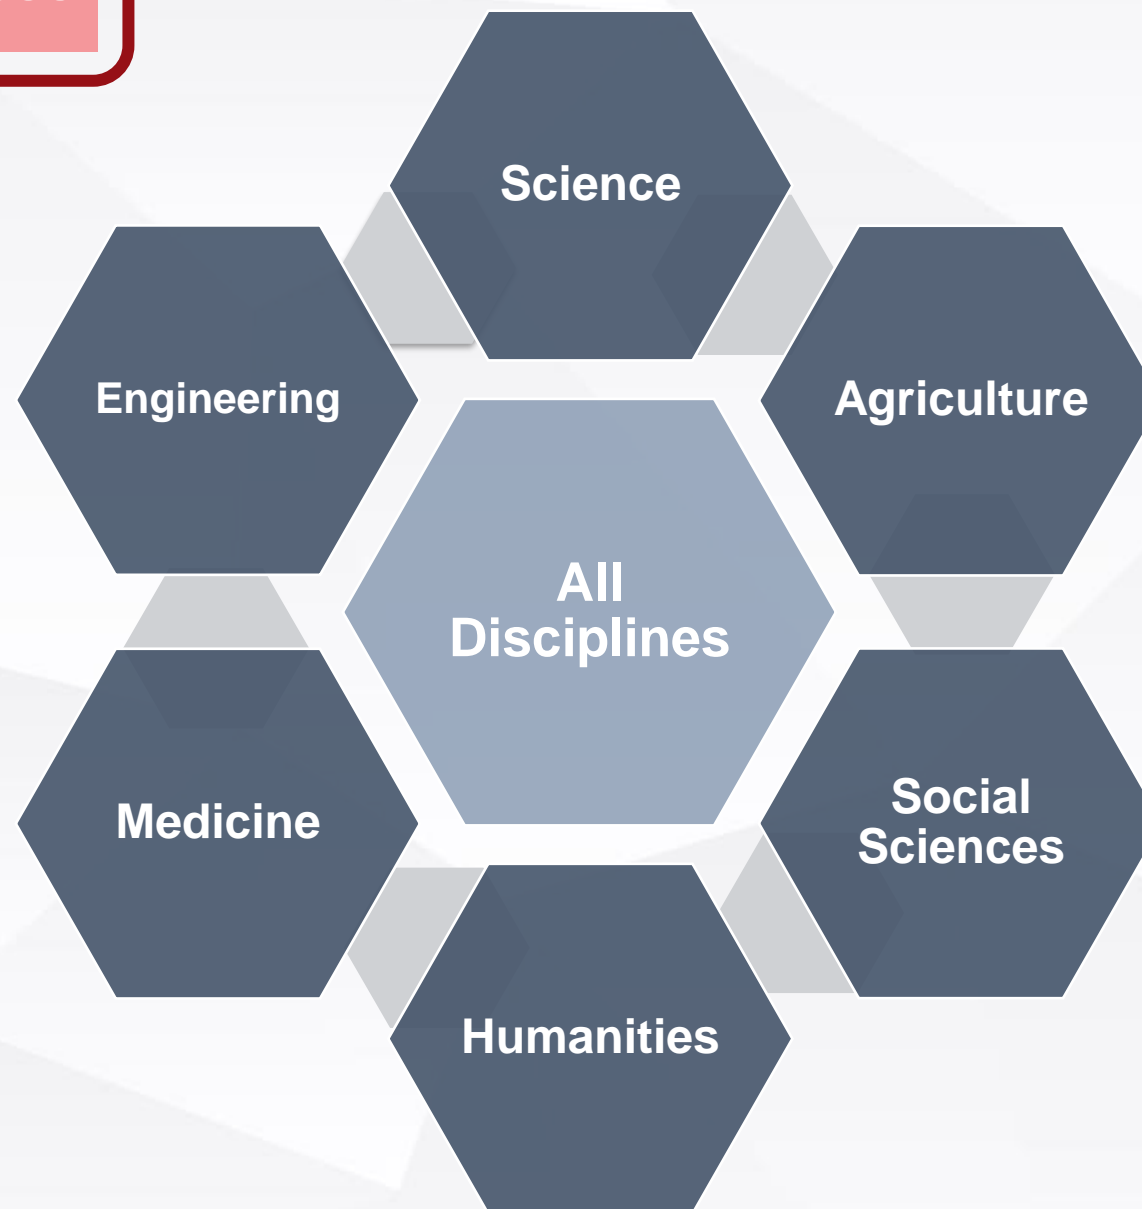 Science
Engineering
Agriculture
All
Disciplines
Medicine
Social
Sciences
Humanities